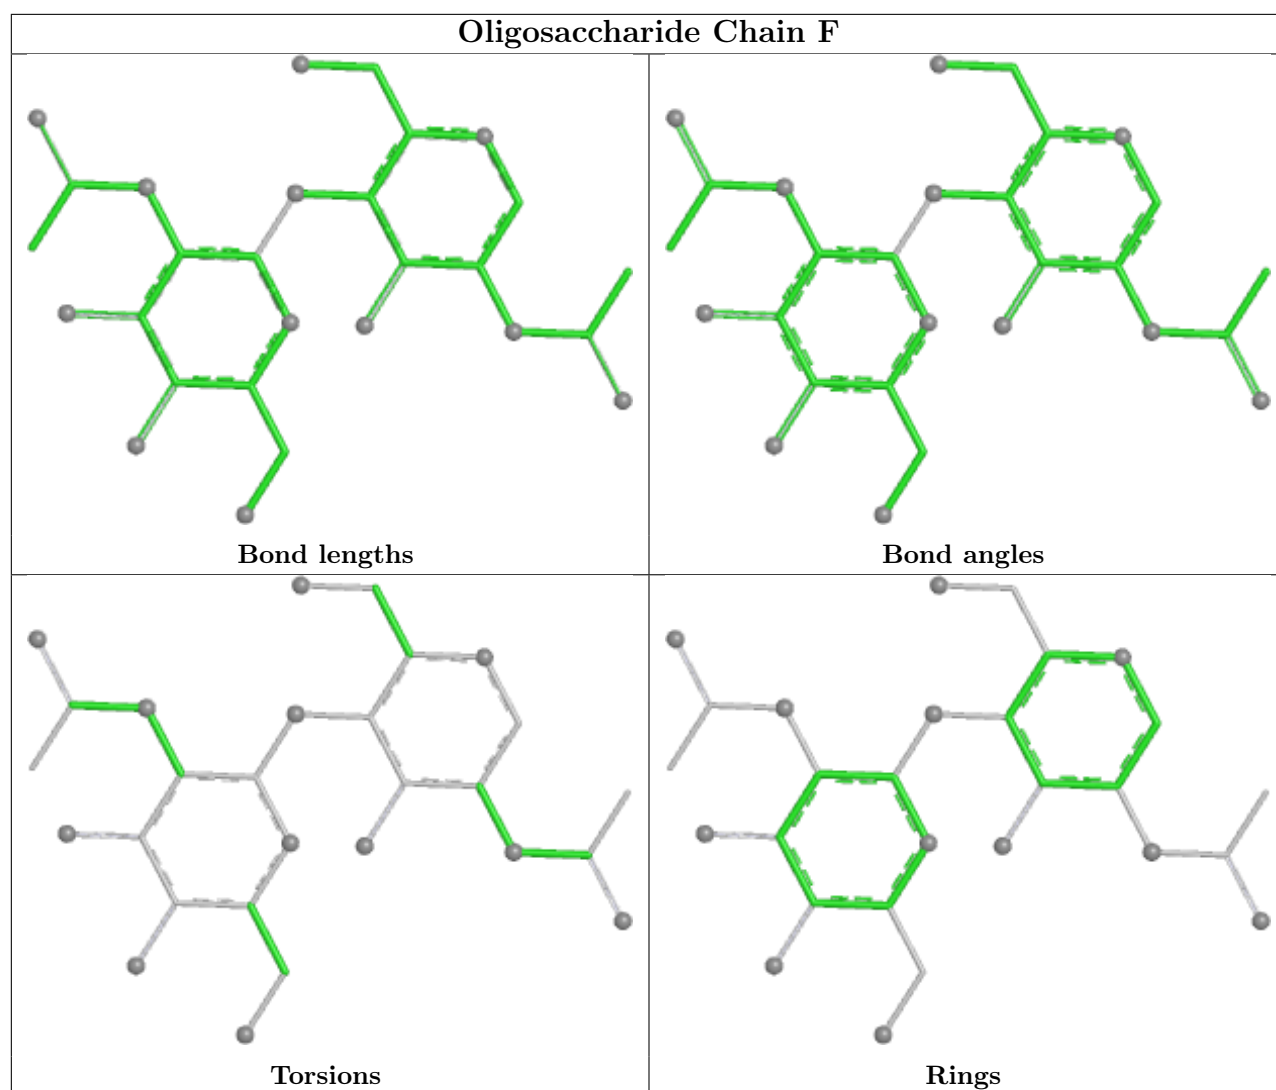 Oligosaccharide Chain F
Bond lengths
Bond angles
Torsions
Rings